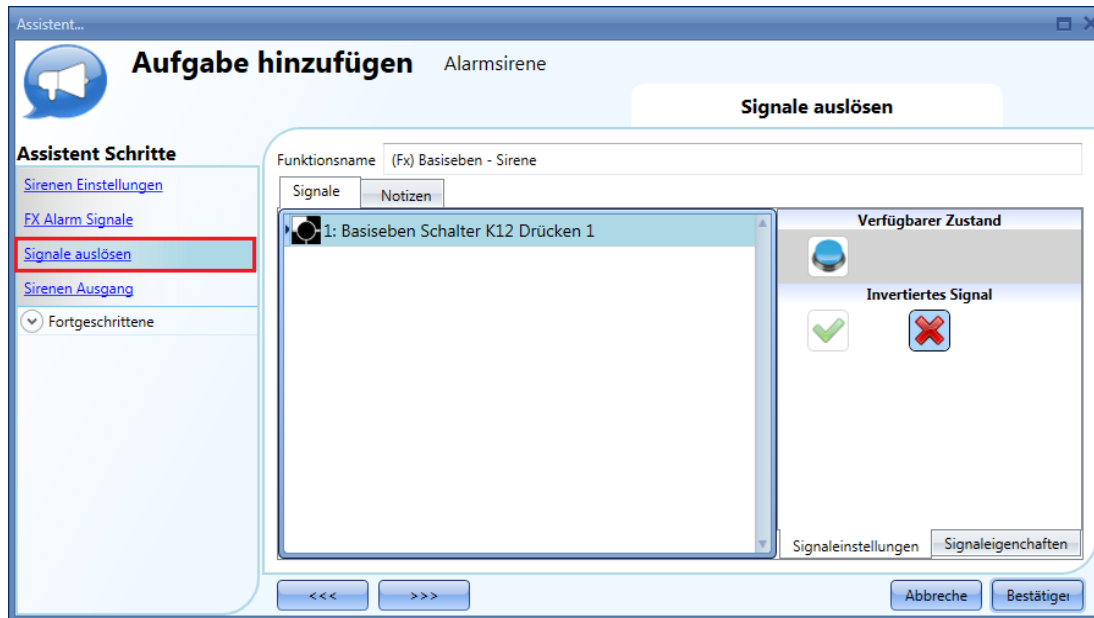 Assistent...
Aufgabe hinzufügen Alarmsirene
Signale auslösen
Assistent Schritte
Sirenen Einstellungen
FX Alarm Signale
Signale auslösen
Sirenen Ausgang
Fortgeschrittene
Funktionsname (Fx) Basiseben - Sirene
Signale Notizen
1: Basiseben Schalter K12 Drücken 1
Verfügbarer Zustand
Invertiertes Signal
Signaleinstellungen Signaleigenchaften
<<< >>> Abbreche Bestätiger